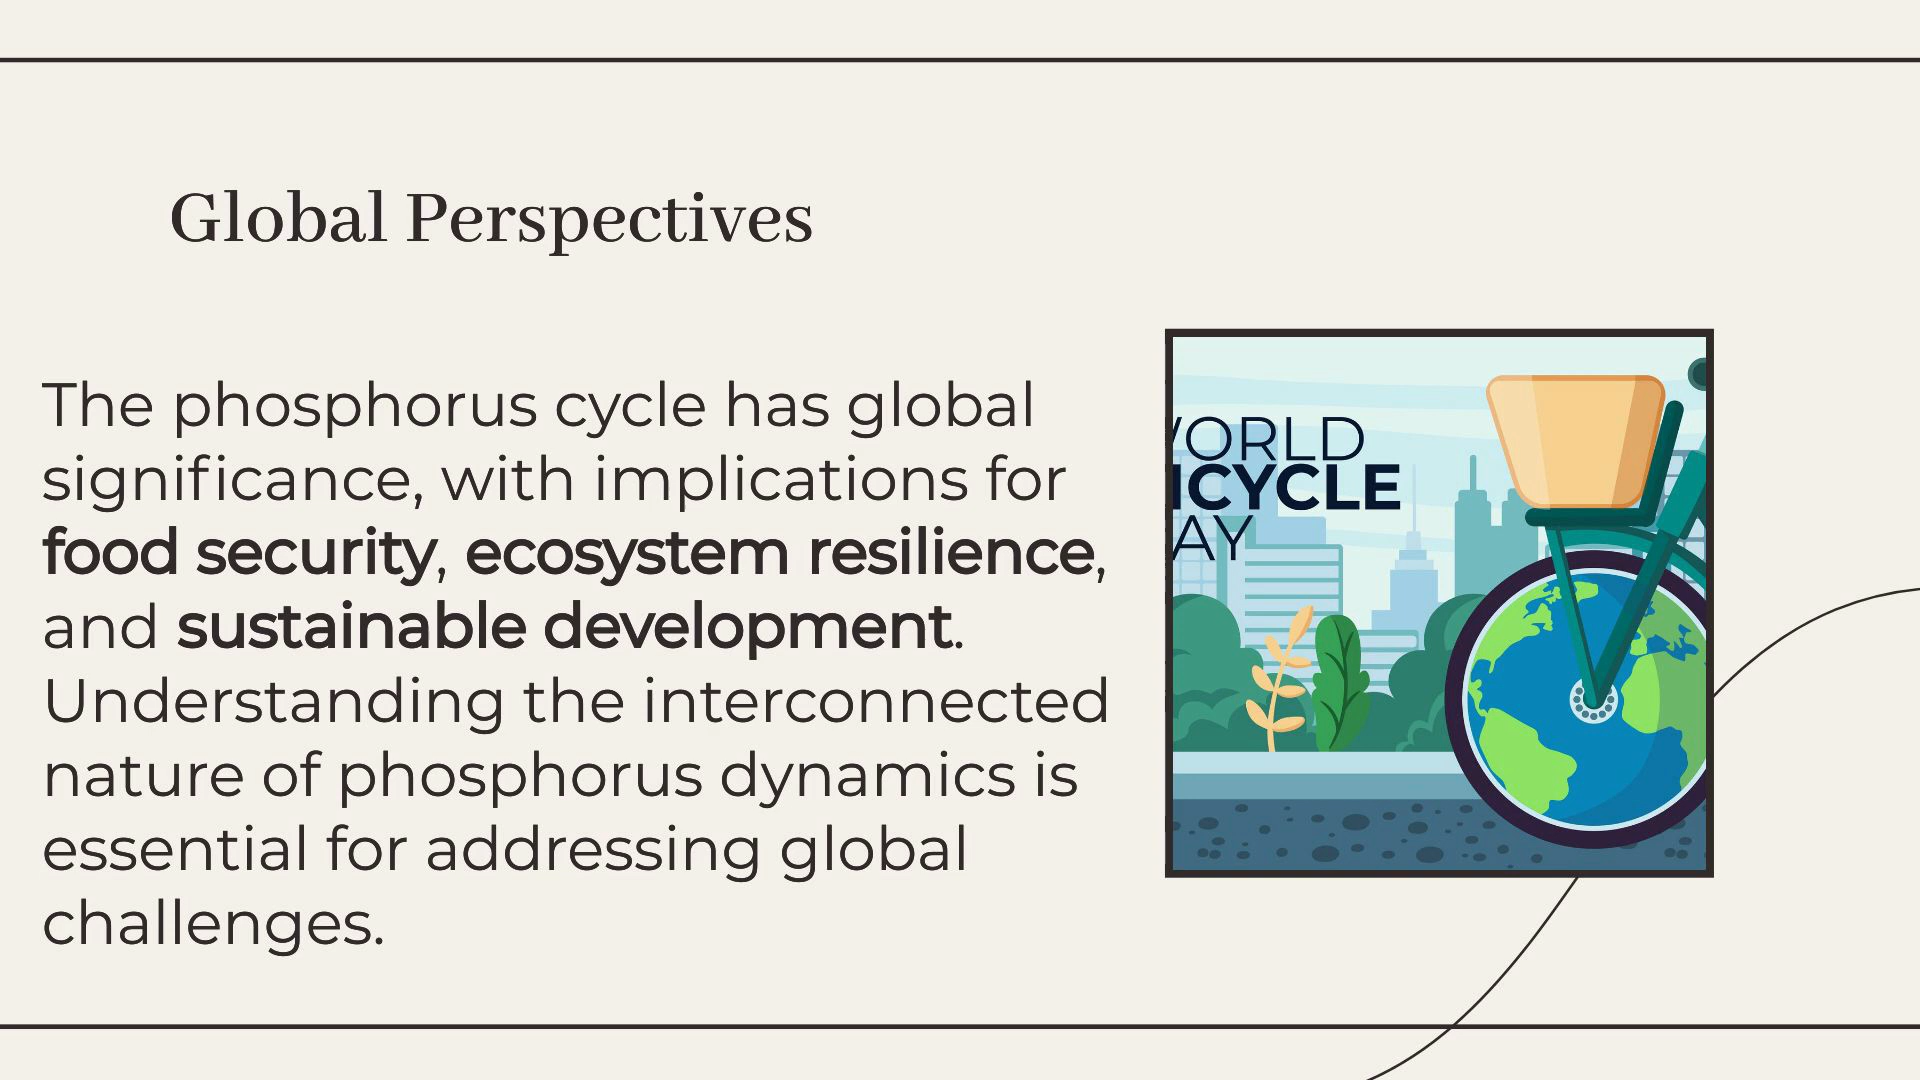 Global Perspectives
The phosphorus cycle has global
significance, with implications for
food security, ecosystem resilience,
and sustainable development.
Understanding the interconnected
nature of phosphorus dynamics is
essential for addressing global
challenges.
ORLD
ICYCLE
AY